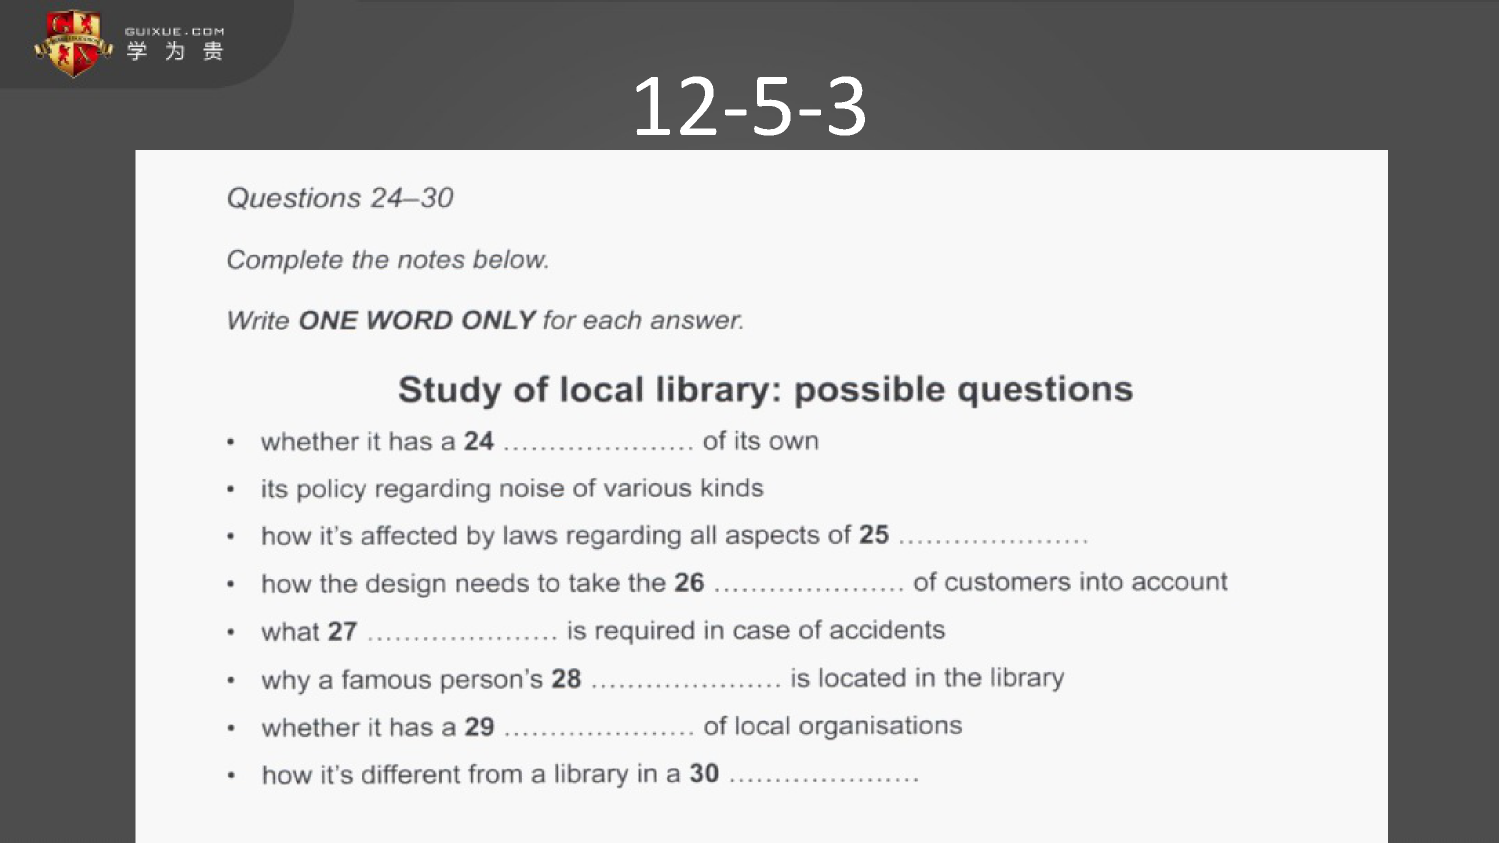 GUIXUE.COM
学为贵
12-5-3
Questions 24–30
Complete the notes below.
Write ONE WORD ONLY for each answer.
Study of local library: possible questions
• whether it has a 24 ..................... of its own
• its policy regarding noise of various kinds
• how it's affected by laws regarding all aspects of 25 .....................
• how the design needs to take the 26 ..................... of customers into account
• what 27 ..................... is required in case of accidents
• why a famous person's 28 ..................... is located in the library
• whether it has a 29 ..................... of local organisations
• how it's different from a library in a 30 .....................